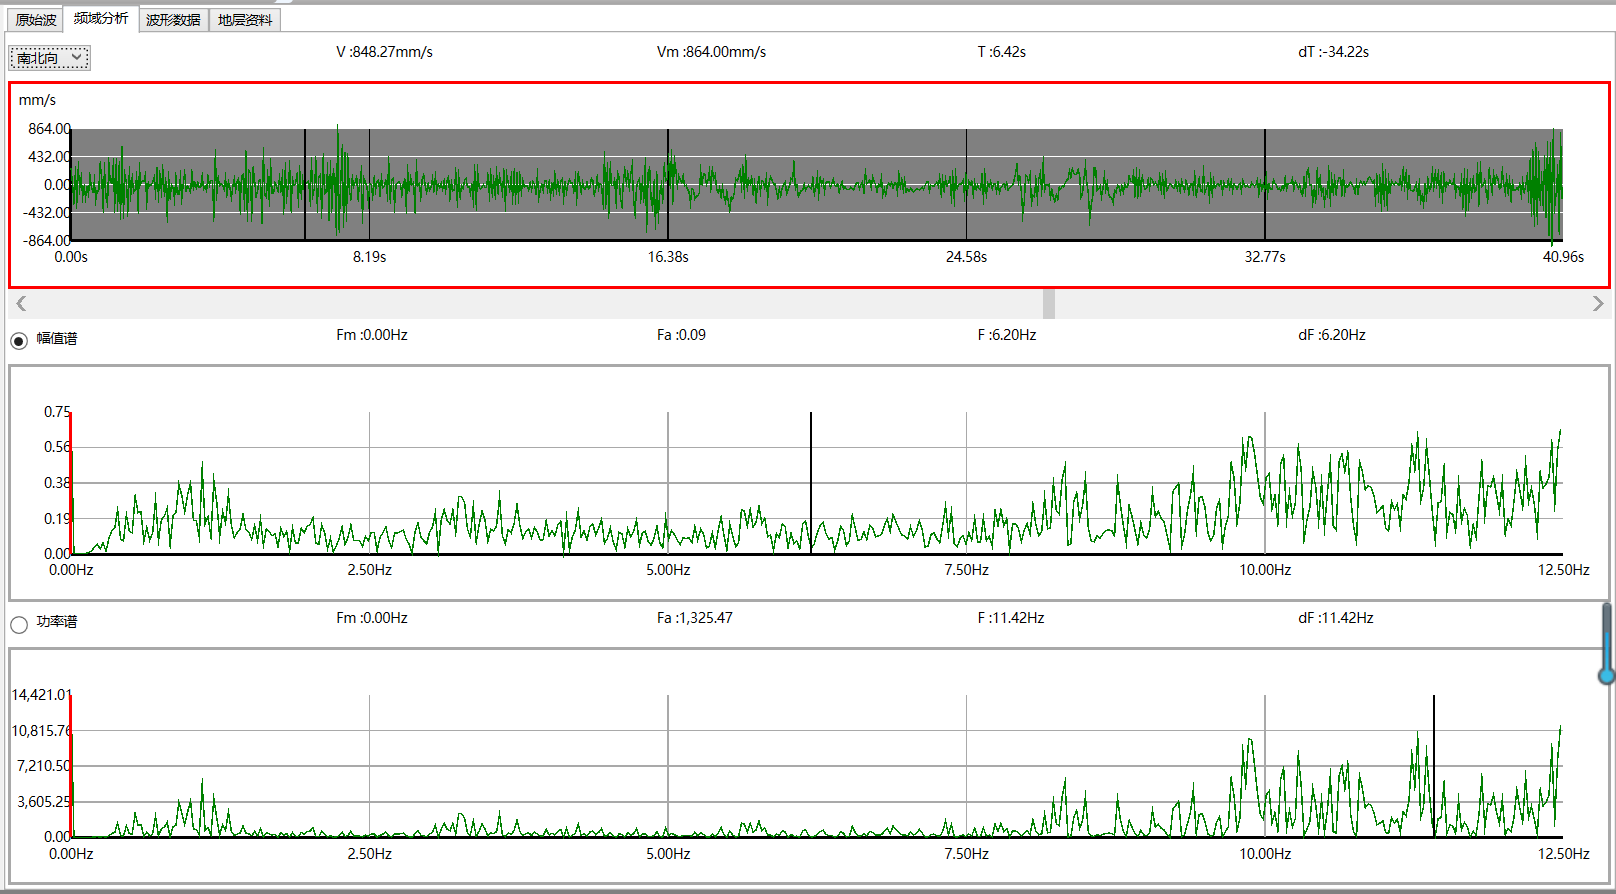 原始波 频域分析 波形数据 地层资料
南北向 V :848.27mm/s Vm :864.00mm/s T :6.42s dT :-34.22s
mm/s
864.00
432.00
0.00
-432.00
-864.00
0.00s 8.19s 16.38s 24.58s 32.77s 40.96s
幅值谱 Fm :0.00Hz Fa :0.09 F :6.20Hz dF :6.20Hz
0.75
0.56
0.38
0.19
0.00
0.00Hz 2.50Hz 5.00Hz 7.50Hz 10.00Hz 12.50Hz
功率谱 Fm :0.00Hz Fa :1,325.47 F :11.42Hz dF :11.42Hz
14,421.01
10,815.76
7,210.50
3,605.25
0.00
0.00Hz 2.50Hz 5.00Hz 7.50Hz 10.00Hz 12.50Hz